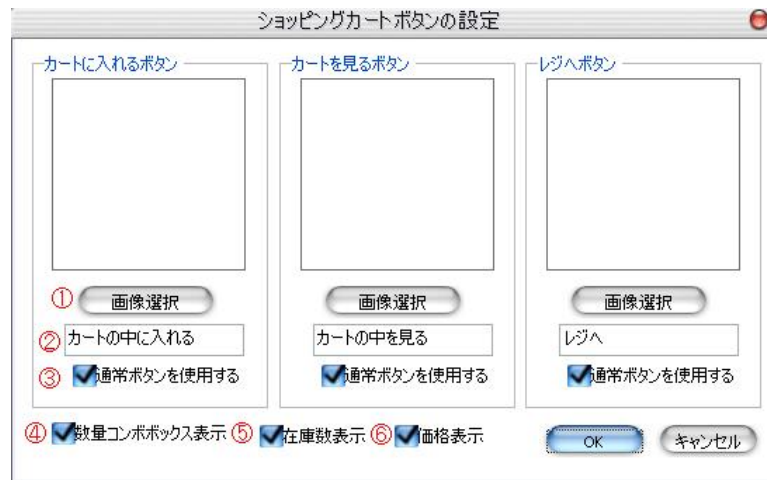 ショッピングカートボタンの設定
カートに入れるボタン カートを見るボタン レジへボタン
① 画像選択 画像選択 画像選択
② カートの中に入れる カートの中を見る レジへ
③ 通常ボタンを使用する 通常ボタンを使用する 通常ボタンを使用する
④ 数量コンボボックス表示 ⑤ 在庫数表示 ⑥ 価格表示 OK キャンセル